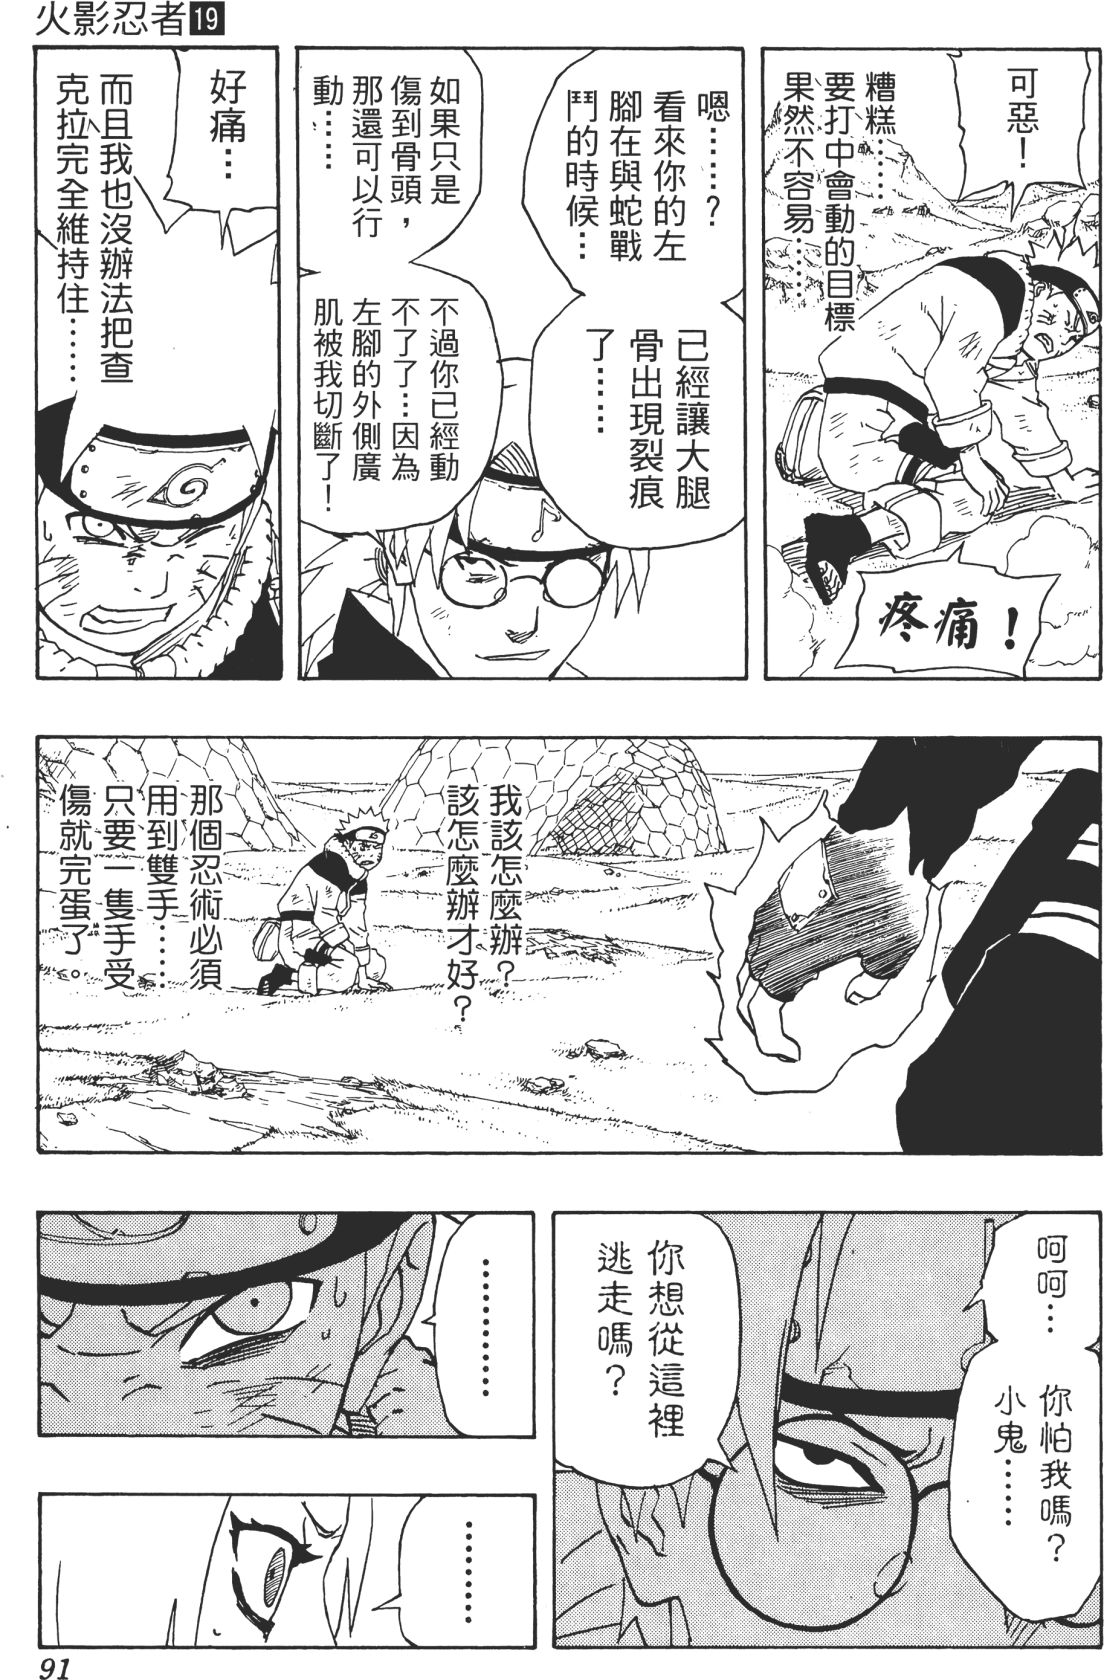 火影忍者19
可惡！
糟糕……
要打中會動的目標
果然不容易……
疼痛！
嗯……？
看來你的左
腳在與蛇戰
鬥的時候…
已經讓大腿
骨出現裂痕
了……
如果只是
傷到骨頭，
那還可以行
動……
不過你已經動
不了了…因為
左腳的外側廣
肌被我切斷了！
好痛…
而且我也沒辦法把查
克拉完全維持住……
我該怎麼辦？
該怎麼辦才好？
那個忍術必須
用到雙手……
只要一隻手受
傷就完蛋了。
呵呵…
你怕我嗎？
小鬼……
你想從這裡
逃走嗎？
…………
…………
91